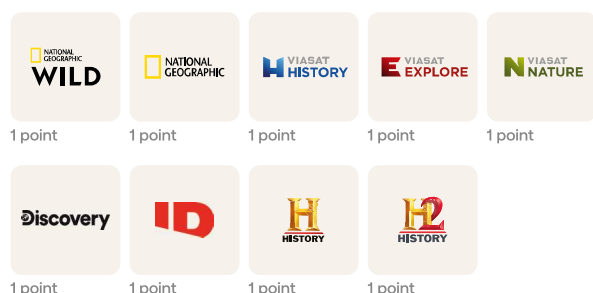 NATIONAL
GEOGRAPHIC
WILD
NATIONAL
GEOGRAPHIC
H VIASAT
HISTORY
E VIASAT
EXPLORE
N VIASAT
NATURE
1 point
1 point
1 point
1 point
1 point
Discovery
ID
H
HISTORY
H2
HISTORY
1 point
1 point
1 point
1 point